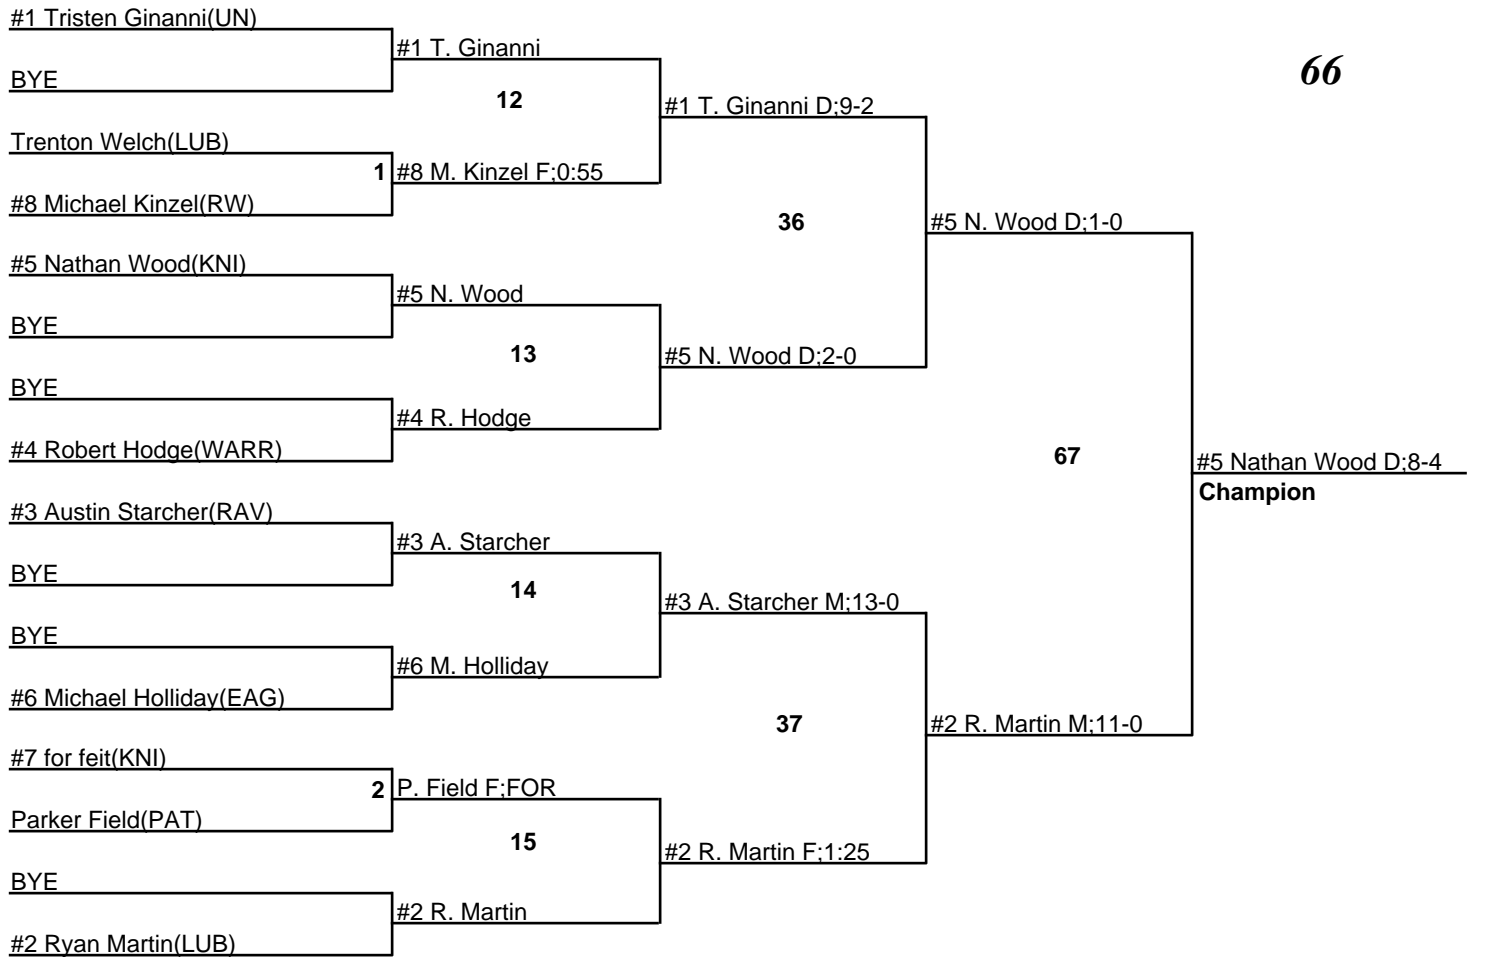 #1 Tristen Ginanni(UN)
#1 T. Ginanni
66
BYE
12
#1 T. Ginanni D;9-2
Trenton Welch(LUB)
1 #8 M. Kinzel F;0:55
#8 Michael Kinzel(RW)
36
#5 N. Wood D;1-0
#5 Nathan Wood(KNI)
#5 N. Wood
BYE
13
#5 N. Wood D;2-0
BYE
#4 R. Hodge
#4 Robert Hodge(WARR)
67
#5 Nathan Wood D;8-4
Champion
#3 Austin Starcher(RAV)
#3 A. Starcher
BYE
14
#3 A. Starcher M;13-0
BYE
#6 M. Holliday
#6 Michael Holliday(EAG)
37
#2 R. Martin M;11-0
#7 for feit(KNI)
2 P. Field F;FOR
Parker Field(PAT)
15
#2 R. Martin F;1:25
BYE
#2 R. Martin
#2 Ryan Martin(LUB)